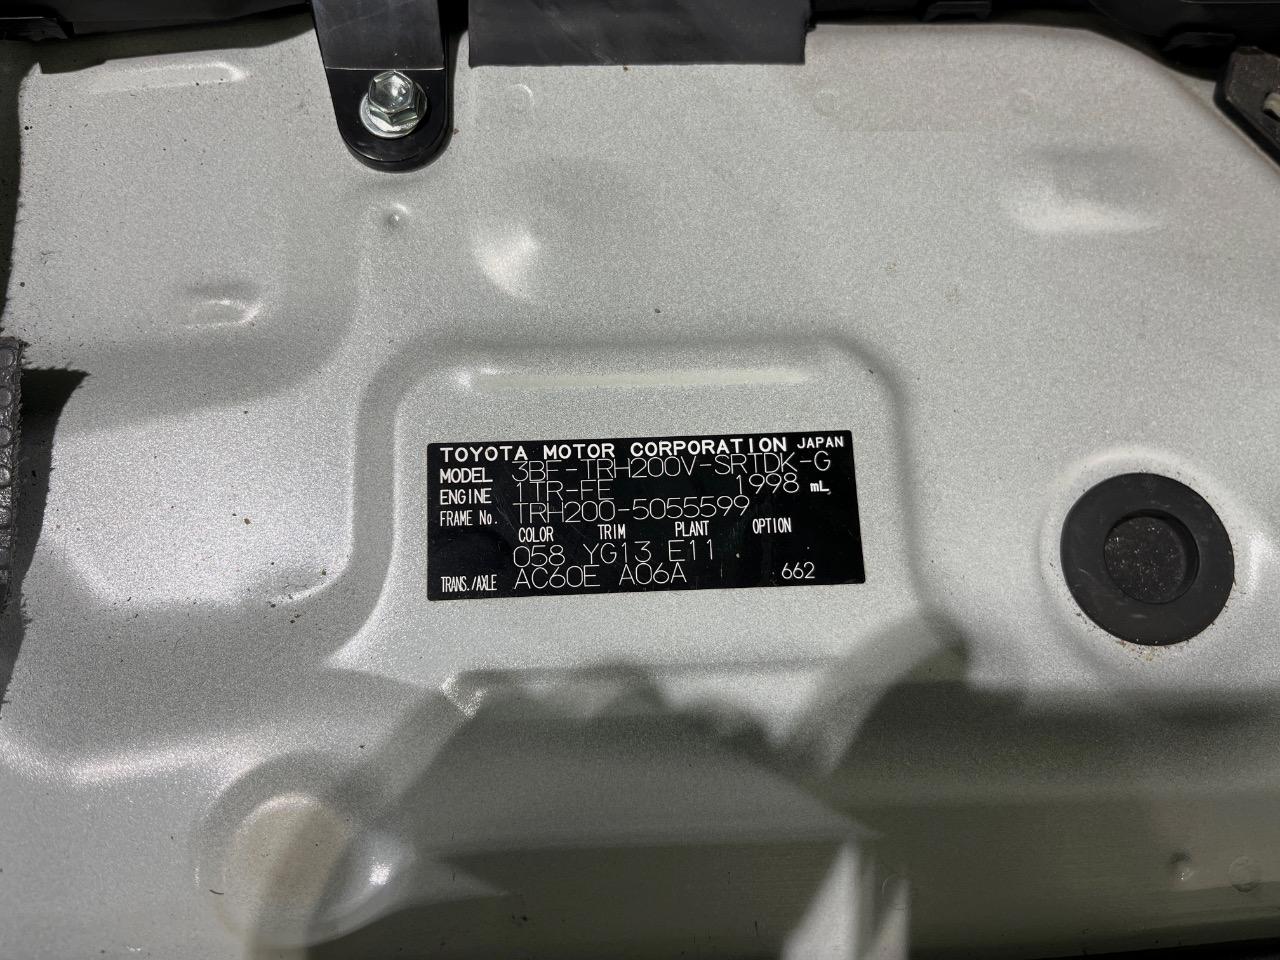 TOYOTA MOTOR CORPORATION JAPAN
MODEL 3BF-TRH200V-SRTDK-G
ENGINE 1TR-FE 1998 mL
FRAME No. TRH200-5055599
COLOR TRIM PLANT OPTION
058 YG13 E11
TRANS./AXLE AC60E A06A 662